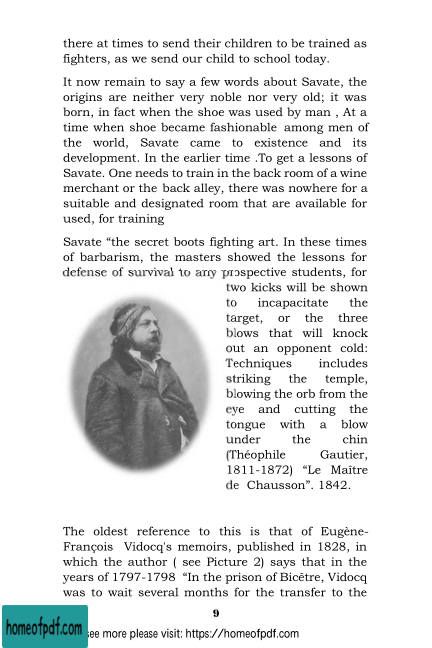 there at times to send their children to be trained as
fighters, as we send our child to school today.
It now remain to say a few words about Savate, the
origins are neither very noble nor very old; it was
born, in fact when the shoe was used by man , At a
time when shoe became fashionable among men of
the world, Savate came to existence and its
development. In the earlier time .To get a lessons of
Savate. One needs to train in the back room of a wine
merchant or the back alley, there was nowhere for a
suitable and designated room that are available for
used, for training
Savate “the secret boots fighting art. In these times
of barbarism, the masters showed the lessons for
defense of survival to any prospective students, for
two kicks will be shown
to incapacitate the
target, or the three
blows that will knock
out an opponent cold:
Techniques includes
striking the temple,
blowing the orb from the
eye and cutting the
tongue with a blow
under the chin
(Théophile Gautier,
1811-1872) “Le Maître
de Chausson”. 1842.
The oldest reference to this is that of Eugène-
François Vidocq's memoirs, published in 1828, in
which the author ( see Picture 2) says that in the
years of 1797-1798 “In the prison of Bicêtre, Vidocq
was to wait several months for the transfer to the
9
homeofpdf.com
see more please visit: https://homeofpdf.com